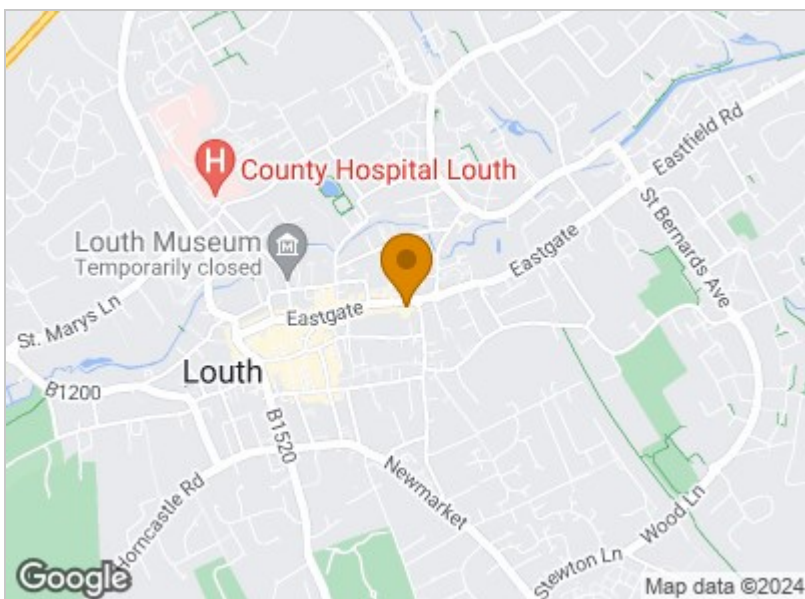 H
County Hospital Louth
Louth Museum
Temporarily closed
M
Eastfield Rd
St Bernards Ave
Eastgate
Eastgate
St. Marys Ln
Louth
B1200
B1520
Horncastle Rd
Newmarket
Wood Ln
Stewton Ln
Google
Map data ©2024